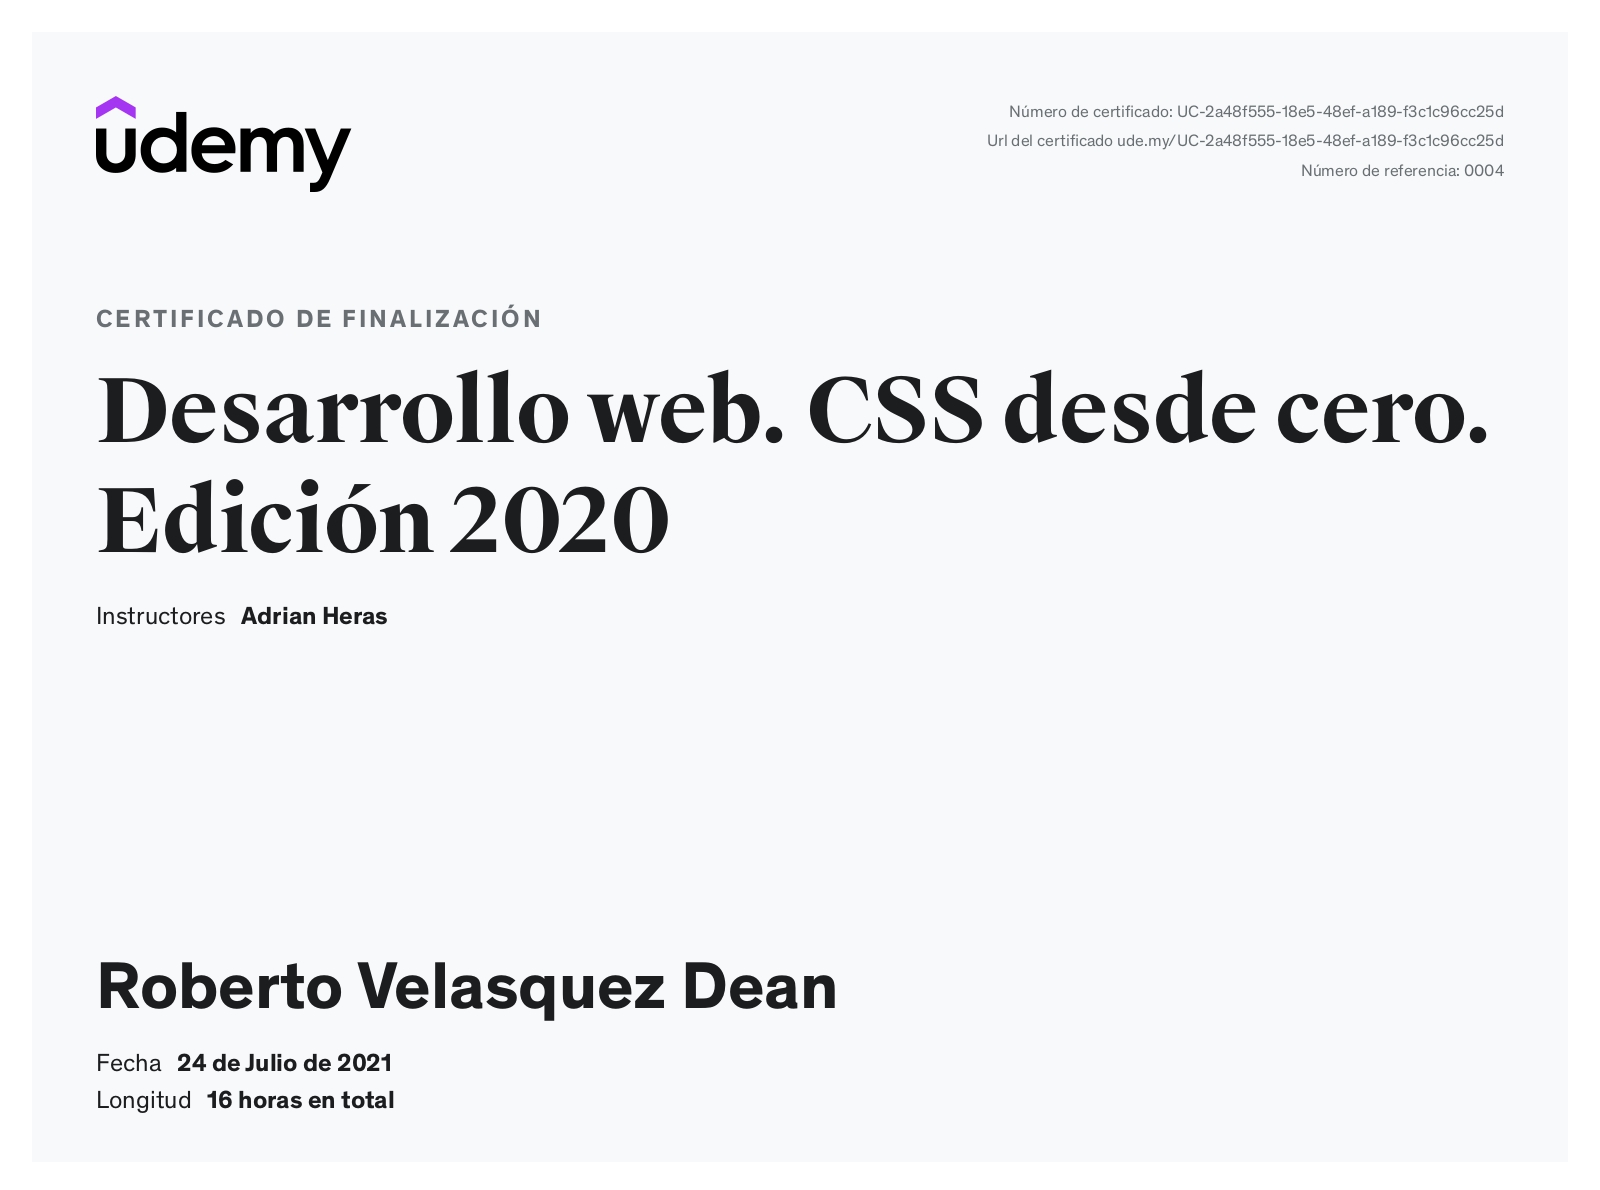 udemy
Número de certificado: UC-2a48f555-18e5-48ef-a189-f3c1c96cc25d
Url del certificado ude.my/UC-2a48f555-18e5-48ef-a189-f3c1c96cc25d
Número de referencia: 0004
CERTIFICADO DE FINALIZACIÓN
Desarrollo web. CSS desde cero.
Edición 2020
Instructores Adrian Heras
Roberto Velasquez Dean
Fecha 24 de Julio de 2021
Longitud 16 horas en total